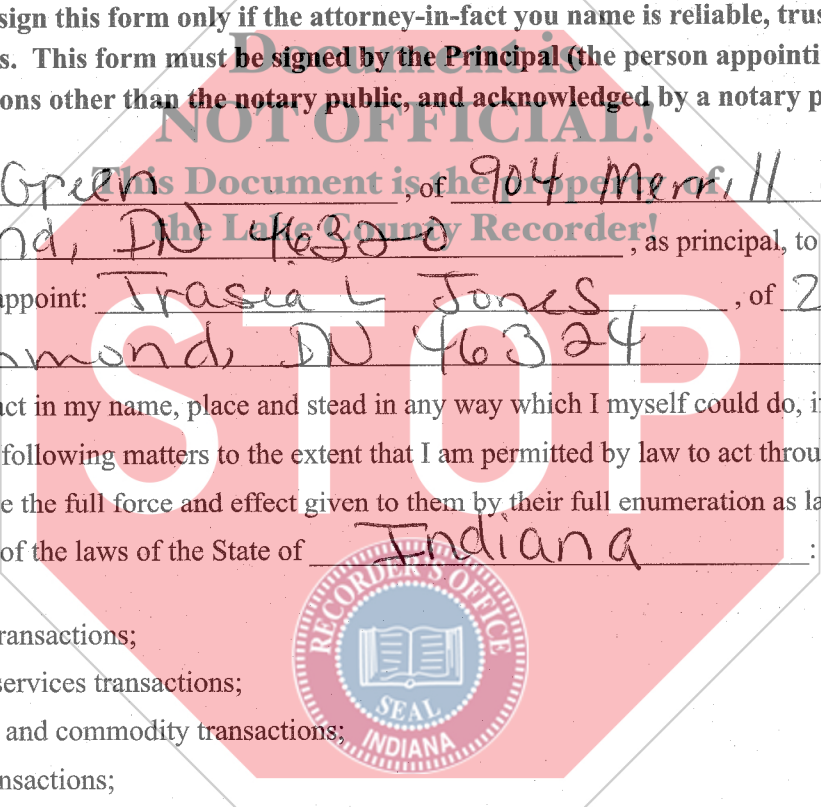 sign this form only if the attorney-in-fact you name is reliable, trus
s. This form must be signed by the Principal (the person appointi
ons other than the notary public, and acknowledged by a notary p
Document is
NOT OFFICIAL!
This Document is the property of
the Lake County Recorder!
Green, of 904 Merrill
nd, IN 46320, as principal, to
appoint: Trasea L Jones, of 2
mmond, IN 46324
act in my name, place and stead in any way which I myself could do, i
following matters to the extent that I am permitted by law to act throu
e the full force and effect given to them by their full enumeration as la
of the laws of the State of Indiana:
STOP
ransactions;
services transactions;
and commodity transactions;
nsactions;
RECORDER'S OFFICE
SEAL
INDIANA